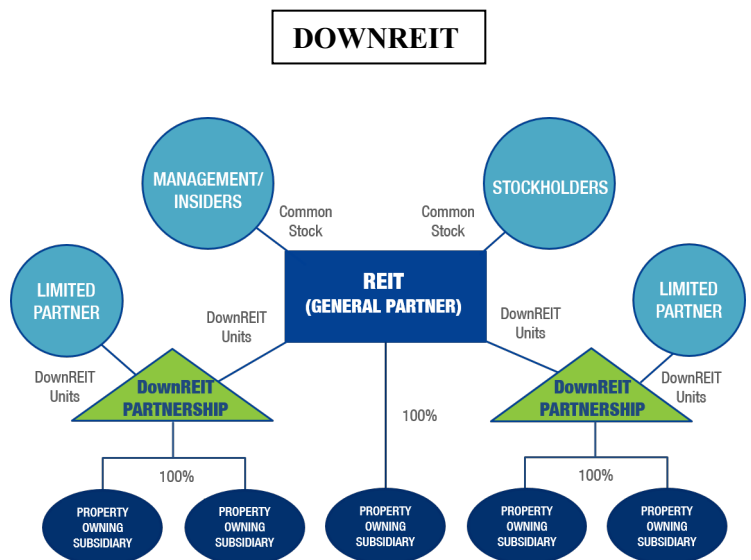 DOWNREIT
MANAGEMENT/
INSIDERS
STOCKHOLDERS
Common
Stock
Common
Stock
LIMITED
PARTNER
REIT
(GENERAL PARTNER)
LIMITED
PARTNER
DownREIT
Units
DownREIT
Units
DownREIT
Units
DownREIT
PARTNERSHIP
DownREIT
PARTNERSHIP
DownREIT
Units
100%
100%
100%
PROPERTY
OWNING
SUBSIDIARY
PROPERTY
OWNING
SUBSIDIARY
PROPERTY
OWNING
SUBSIDIARY
PROPERTY
OWNING
SUBSIDIARY
PROPERTY
OWNING
SUBSIDIARY